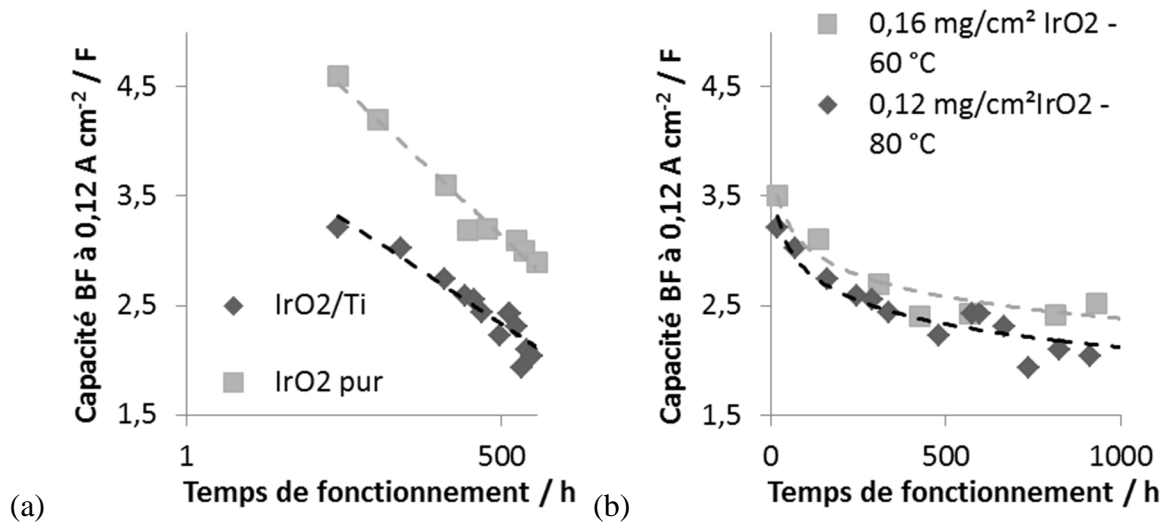 Capacité BF à 0,12 A cm-2 / F
4,5
3,5
2,5
1,5
IrO2/Ti
IrO2 pur
1
500
Temps de fonctionnement / h
(a)
Capacité BF à 0,12 A cm-2 / F
4,5
3,5
2,5
1,5
0,16 mg/cm² IrO2 -
60 °C
0,12 mg/cm²IrO2 -
80 °C
0
500
1000
Temps de fonctionnement / h
(b)